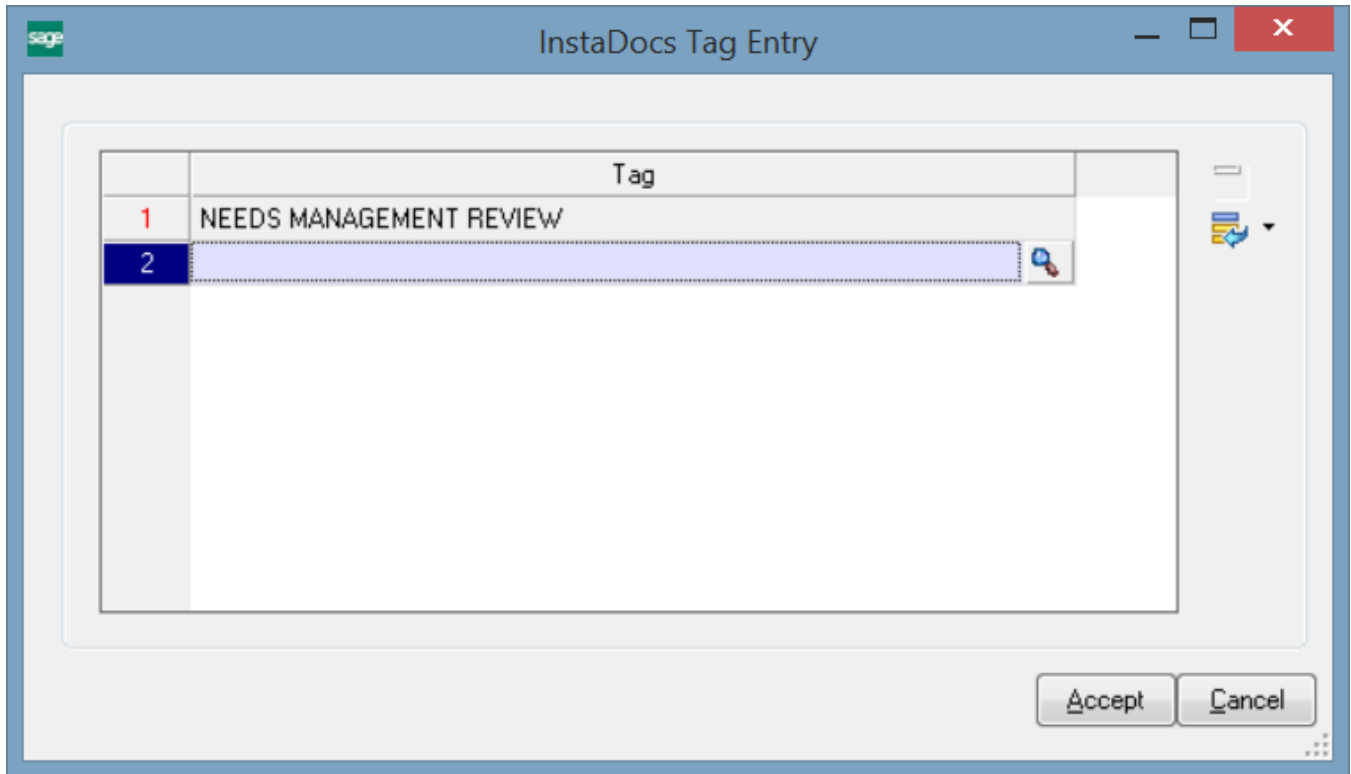 sage
InstaDocs Tag Entry
Tag
1 NEEDS MANAGEMENT REVIEW
2
Accept Cancel